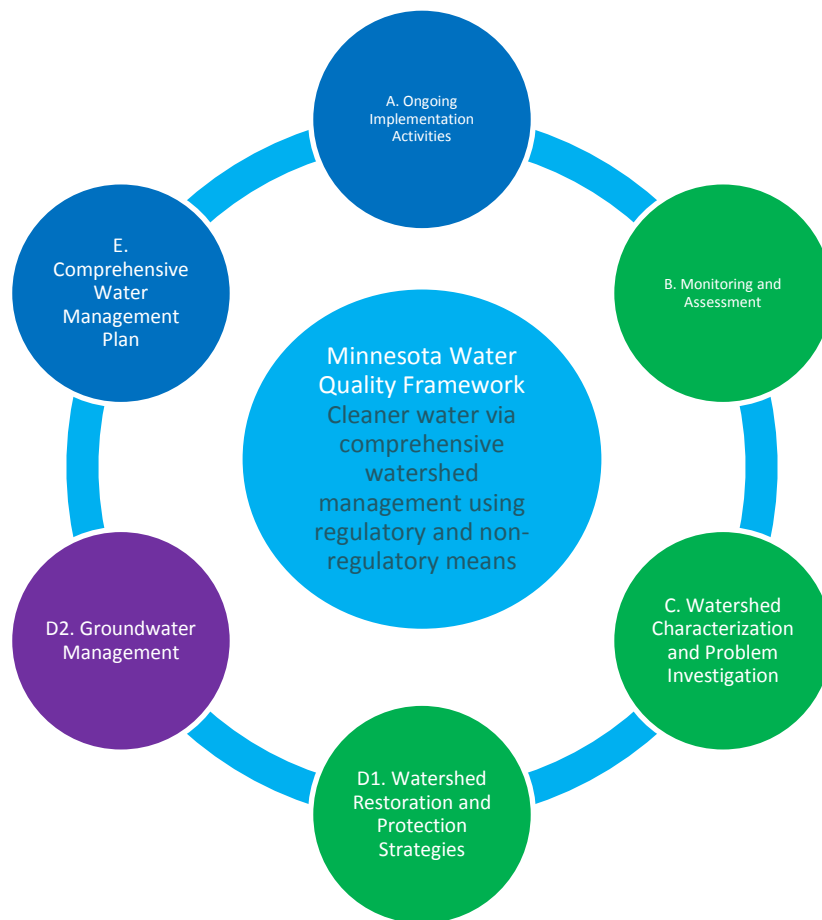 A. Ongoing
Implementation
Activities
B. Monitoring and
Assessment
C. Watershed
Characterization
and Problem
Investigation
D1. Watershed
Restoration and
Protection
Strategies
D2. Groundwater
Management
E.
Comprehensive
Water
Management
Plan
Minnesota Water
Quality Framework
Cleaner water via
comprehensive
watershed
management using
regulatory and non-
regulatory means